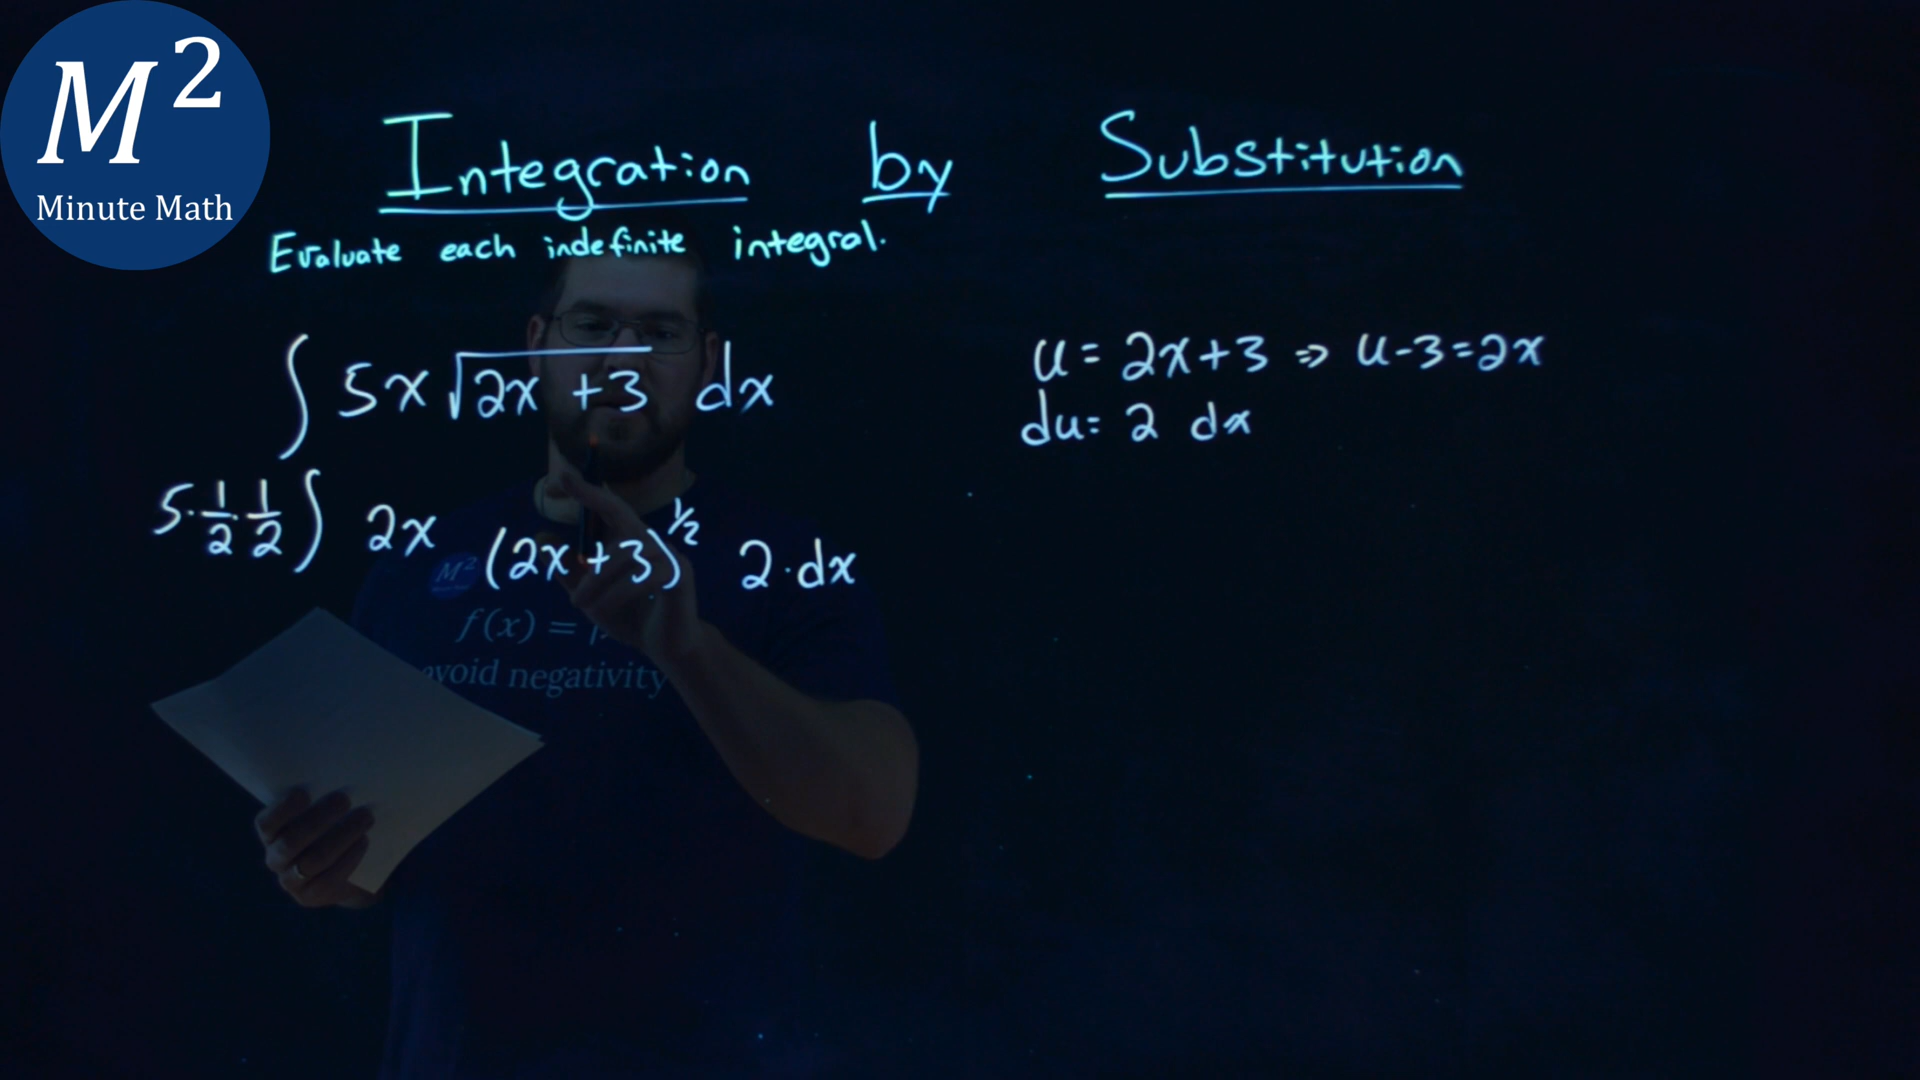 M²
Minute Math
Integration by Substitution
Evaluate each indefinite integral.
∫ 5x √(2x + 3) dx
u = 2x+3 ⇒ u-3=2x
du= 2 dx
5·1/2·1/2 ∫ 2x (2x+3)^1/2 2·dx
M²
f(x) =
avoid negativity